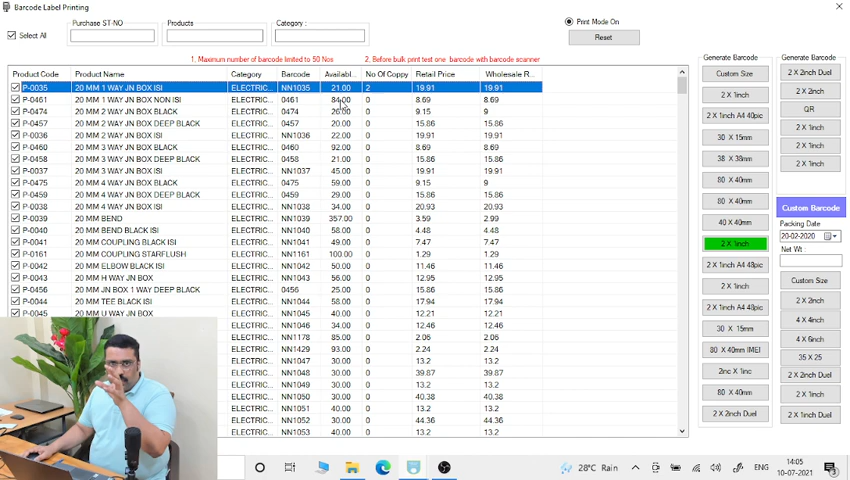 Barcode Label Printing
Select All
Purchase ST-NO
Products
Category :
Print Mode On
Reset
1, Maximum number of barcode limited to 50 Nos
2, Before bulk print test one barcode with barcode scanner
Product Code Product Name Category Barcode Availabl... No Of Coppy Retail Price Wholesale R...
P-0035 20 MM 1 WAY JN BOX ISI ELECTRIC... NN1035 21.00 2 19.91 19.91
P-0461 20 MM 1 WAY JN BOX NON ISI ELECTRIC... 0461 84.00 0 8.69 8.69
P-0474 20 MM 2 WAY JN BOX BLACK ELECTRIC... 0474 26.00 0 9.15 9
P-0457 20 MM 2 WAY JN BOX DEEP BLACK ELECTRIC... 0457 20.00 0 15.86 15.86
P-0036 20 MM 2 WAY JN BOX ISI ELECTRIC... NN1036 22.00 0 19.91 19.91
P-0460 20 MM 3 WAY JN BOX BLACK ELECTRIC... 0460 92.00 0 8.69 8.69
P-0458 20 MM 3 WAY JN BOX DEEP BLACK ELECTRIC... 0458 21.00 0 15.86 15.86
P-0037 20 MM 3 WAY JN BOX ISI ELECTRIC... NN1037 45.00 0 19.91 19.91
P-0475 20 MM 4 WAY JN BOX BLACK ELECTRIC... 0475 59.00 0 9.15 9
P-0459 20 MM 4 WAY JN BOX DEEP BLACK ELECTRIC... 0459 29.00 0 15.86 15.86
P-0038 20 MM 4 WAY JN BOX ISI ELECTRIC... NN1038 34.00 0 20.93 20.93
P-0039 20 MM BEND ELECTRIC... NN1039 357.00 0 3.59 2.99
P-0040 20 MM BEND BLACK ISI ELECTRIC... NN1040 58.00 0 4.48 4.48
P-0041 20 MM COUPLING BLACK ISI ELECTRIC... NN1041 49.00 0 7.47 7.47
P-0161 20 MM COUPLING STARFLUSH ELECTRIC... NN1161 100.00 0 1.29 1.29
P-0042 20 MM ELBOW BLACK ISI ELECTRIC... NN1042 50.00 0 11.46 11.46
P-0043 20 MM H WAY JN BOX ELECTRIC... NN1043 56.00 0 12.95 12.95
P-0456 20 MM JN BOX 1 WAY DEEP BLACK ELECTRIC... 0456 25.00 0 15.86 15.86
P-0044 20 MM TEE BLACK ISI ELECTRIC... NN1044 58.00 0 17.94 17.94
P-0045 20 MM U WAY JN BOX ELECTRIC... NN1045 40.00 0 12.21 12.21
ELECTRIC... NN1046 34.00 0 12.46 12.46
ELECTRIC... NN1178 85.00 0 2.06 2.06
ELECTRIC... NN1429 93.00 0 2.24 2.24
ELECTRIC... NN1047 30.00 0 13.2 13.2
ELECTRIC... NN1048 30.00 0 39.87 39.87
ELECTRIC... NN1049 30.00 0 13.2 13.2
ELECTRIC... NN1050 30.00 0 40.38 40.38
ELECTRIC... NN1051 40.00 0 13.2 13.2
ELECTRIC... NN1052 30.00 0 44.36 44.36
ELECTRIC... NN1053 40.00 0 13.2 13.2
Generate Barcode
Custom Size
2 X 1inch
2 X 1inch A4 40pic
30 X 15mm
38 X 38mm
80 X 40mm
80 X 40mm
40 X 40mm
2 X 1inch
2 X 1inch A4 48pic
2 X 1inch
2 X 1inch A4 48pic
30 X 15mm
80 X 40mm IMEI
2inc X 1inc
80 X 40mm
2 X 2inch Duel
Generate Barcode
2 X 2inch Duel
2 X 2inch
QR
2 X 1inch
2 X 1inch
2 X 1inch
Custom Barcode
Packing Date
20-02-2020
Net Wt :
Custom Size
2 X 2inch
4 X 4inch
4 X 6inch
35 X 25
2 X 2inch Duel
2 X 1inch
2 X 1inch Duel
28°C Rain
ENG
14:05
10-07-2021
3